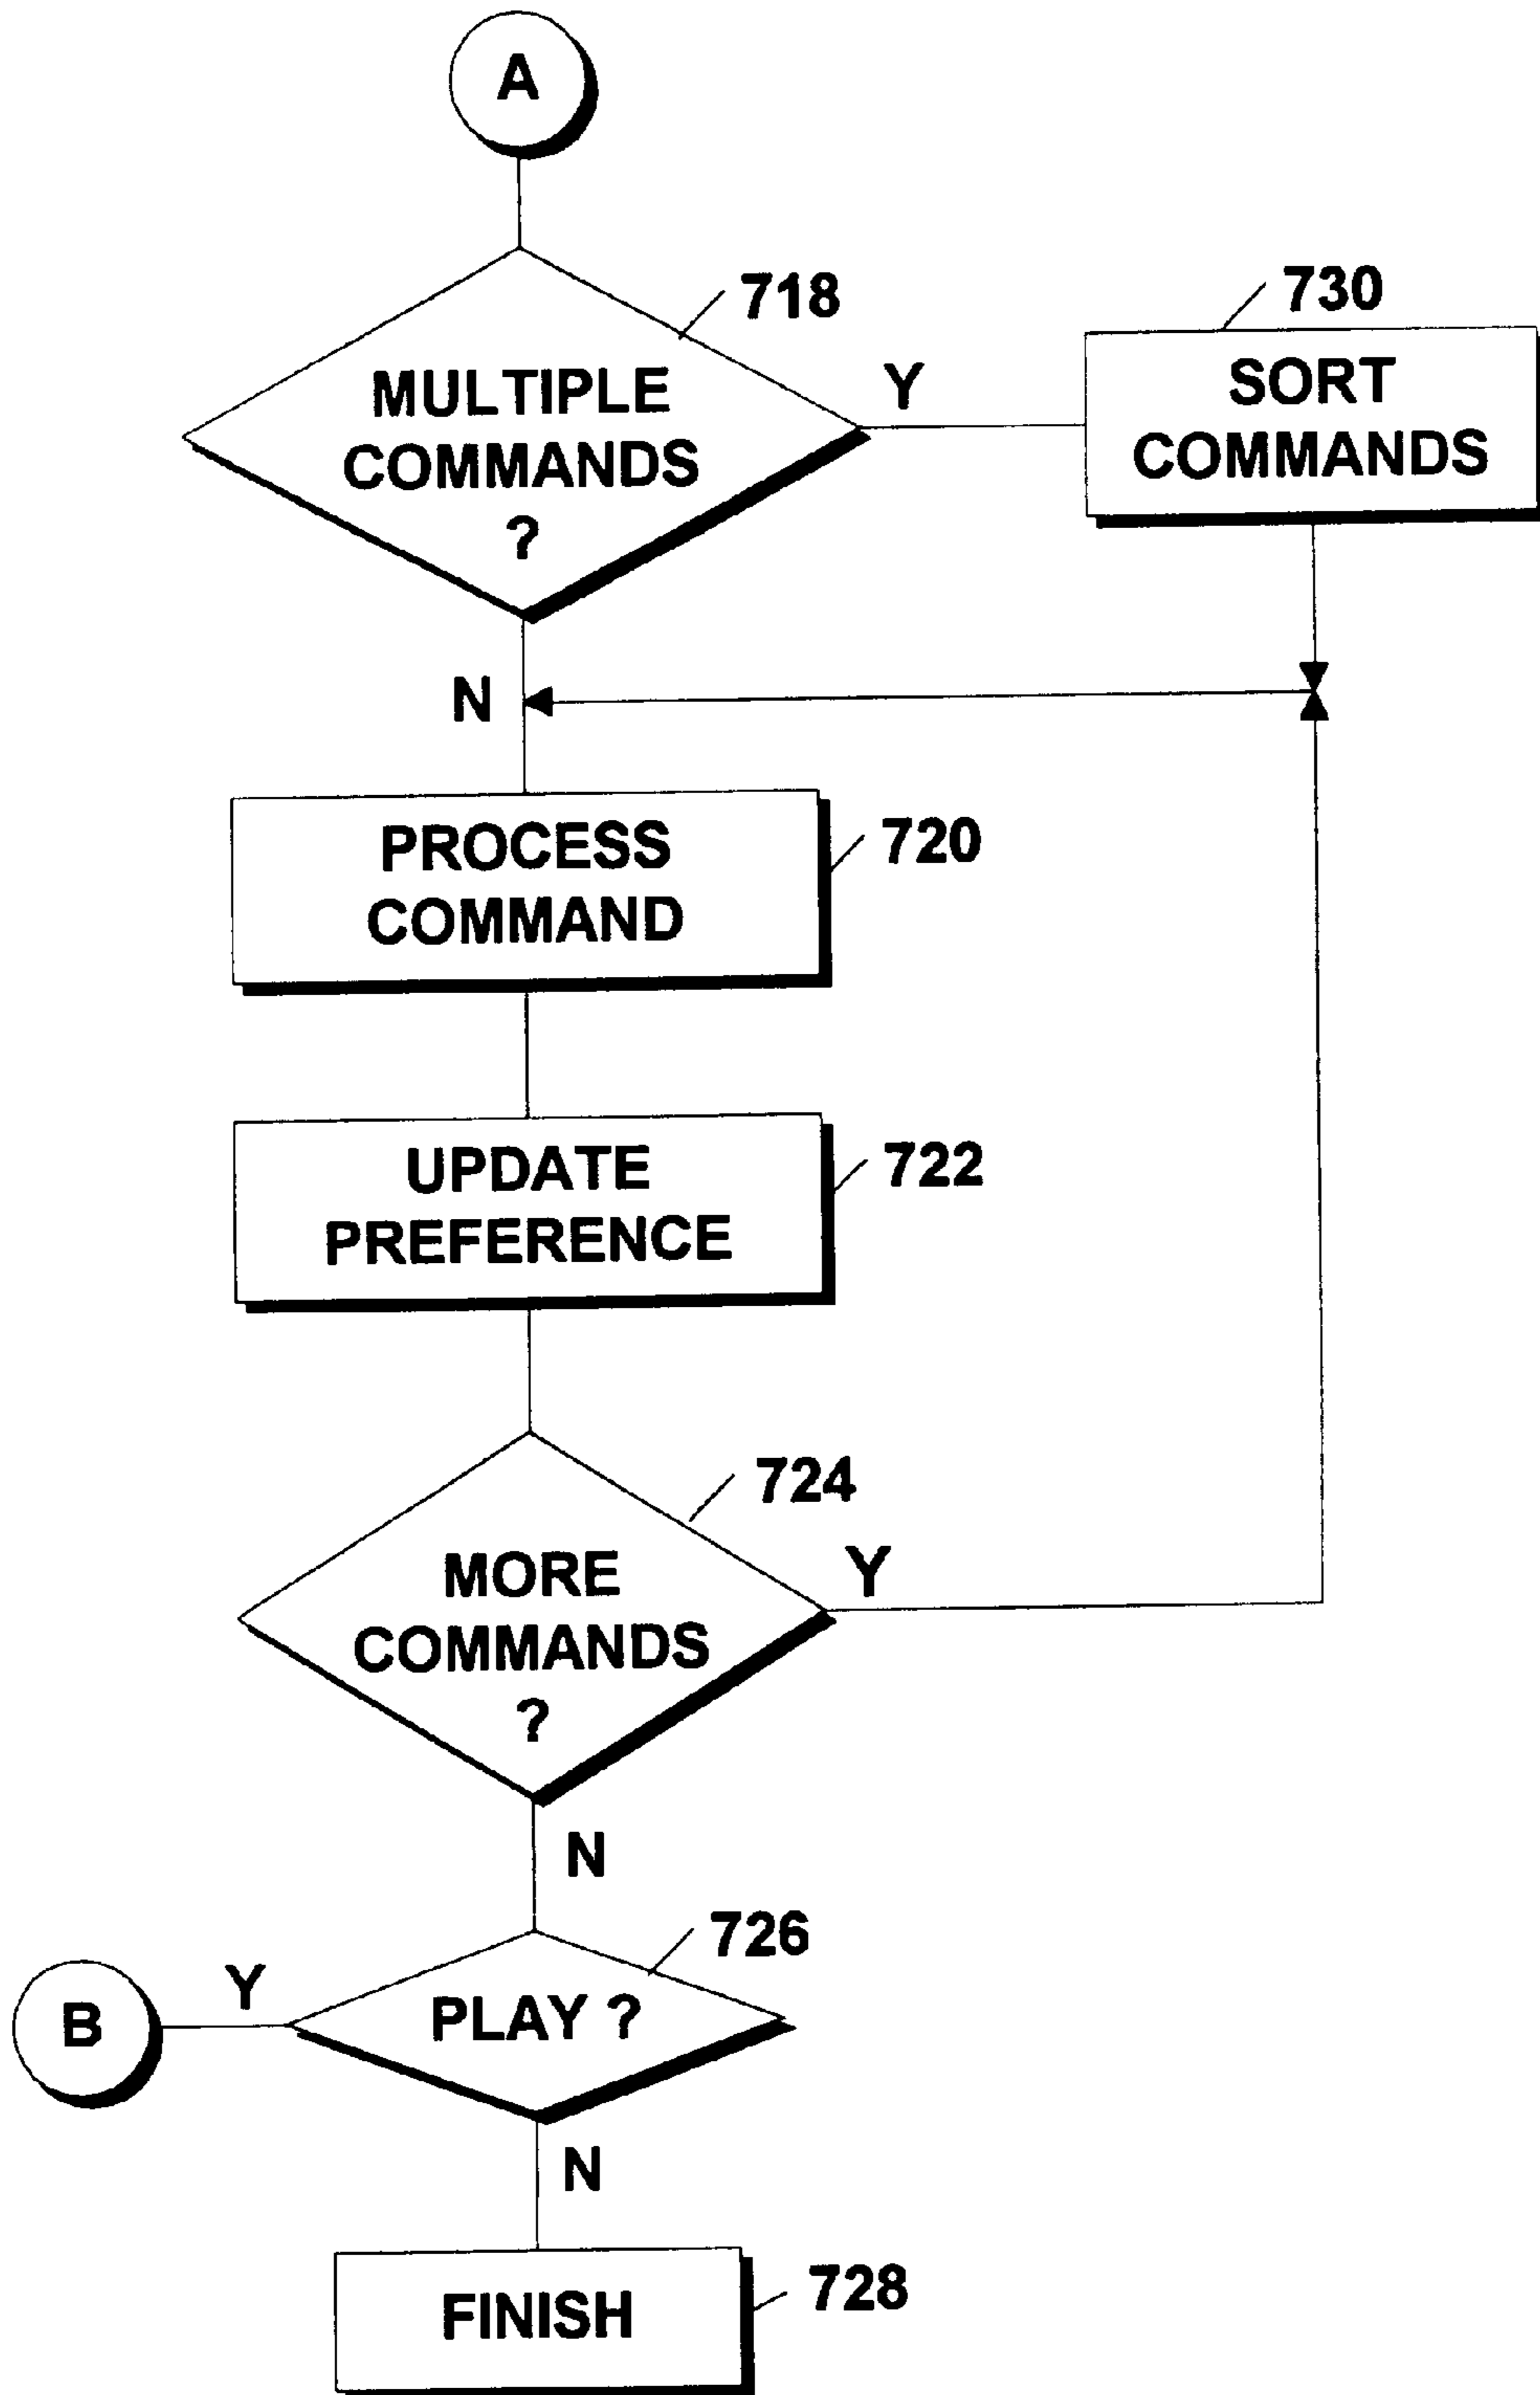 A
718
730
MULTIPLE
COMMANDS
?
Y
SORT
COMMANDS
N
PROCESS
COMMAND
720
UPDATE
PREFERENCE
722
724
MORE
COMMANDS
?
Y
N
726
B
Y
PLAY ?
N
FINISH
728